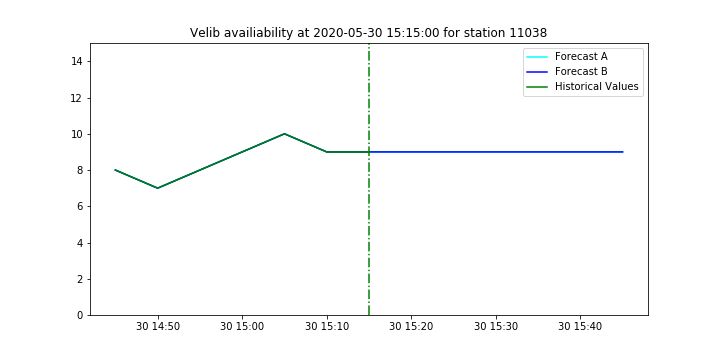 Velib availiability at 2020-05-30 15:15:00 for station 11038
Forecast A
Forecast B
Historical Values
14
12
10
8
6
4
2
0
30 14:50 30 15:00 30 15:10 30 15:20 30 15:30 30 15:40